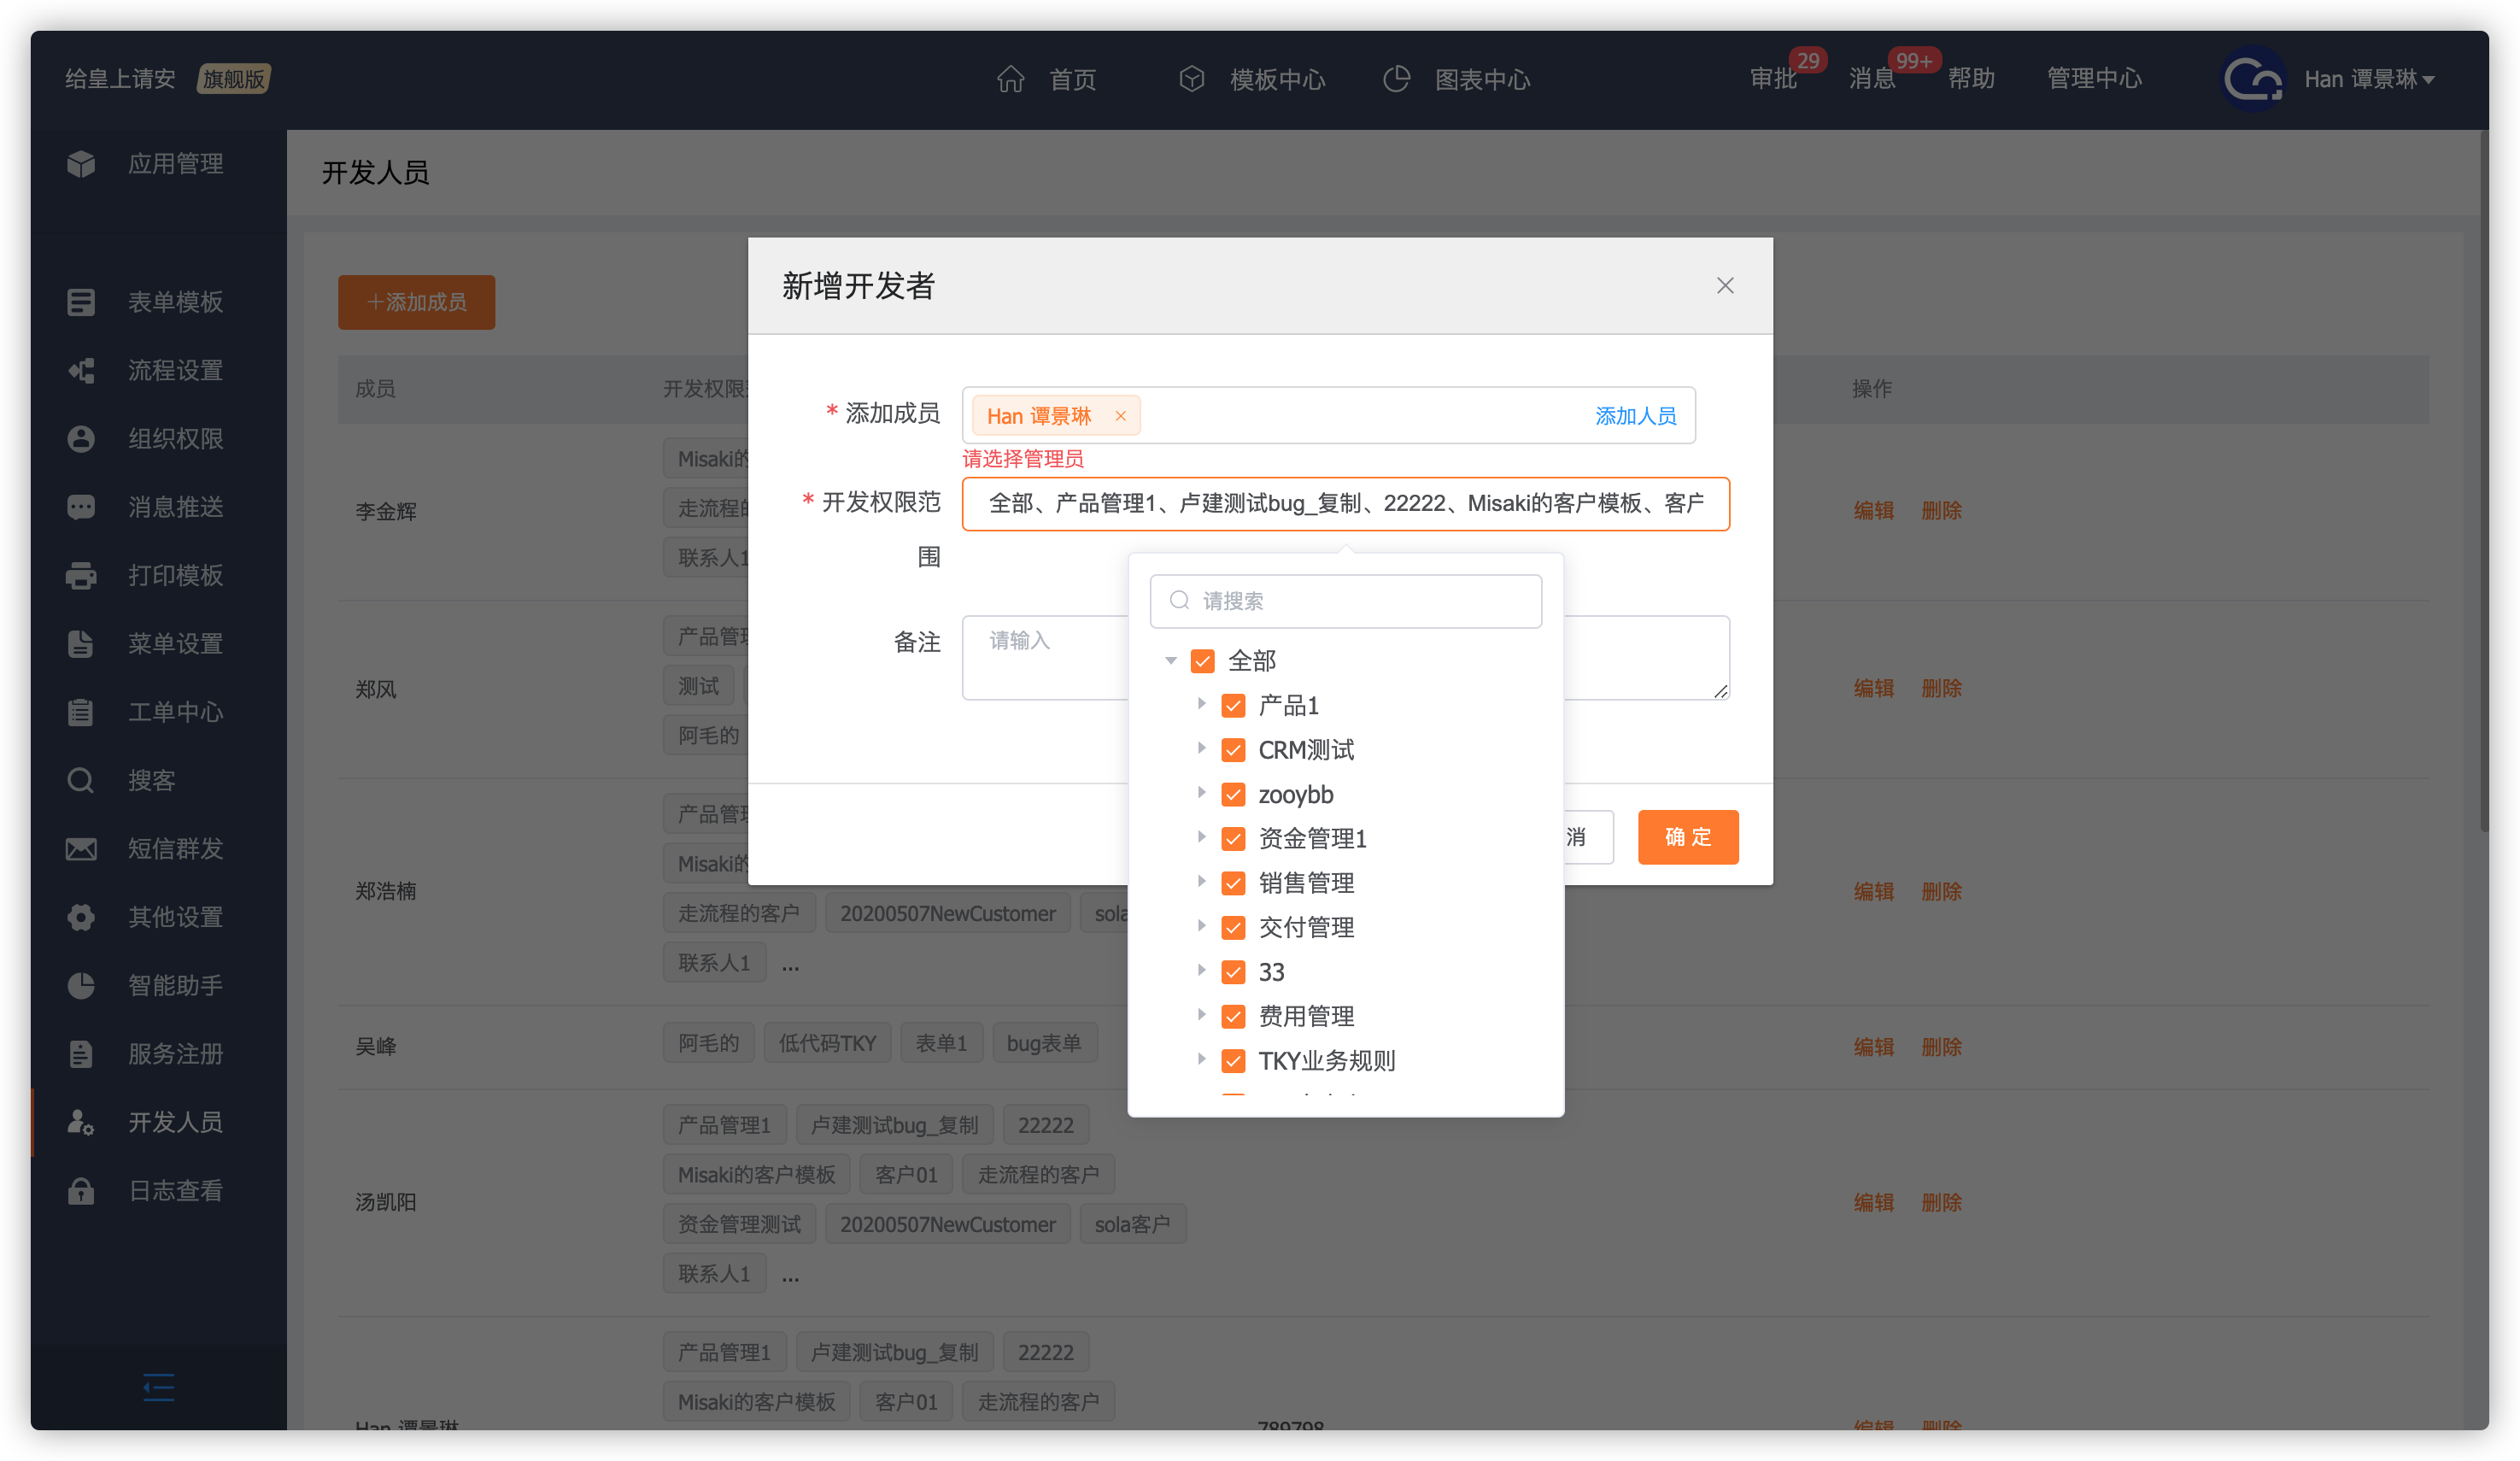 给皇上请安 旗舰版 首页 模板中心 图表中心 审批 29 消息 99+ 帮助 管理中心 Han 谭景琳
应用管理
表单模板
流程设置
组织权限
消息推送
打印模板
菜单设置
工单中心
搜客
短信群发
其他设置
智能助手
服务注册
开发人员
日志查看
开发人员
+添加成员
成员 开发权限 操作
李金辉 Misaki的 编辑 删除
走流程的
联系人1
郑风 产品管理 编辑 删除
测试
阿毛的
郑浩楠 产品管理 编辑 删除
Misaki的
走流程的客户 20200507NewCustomer sola
联系人1 ...
吴峰 阿毛的 低代码TKY 表单1 bug表单 编辑 删除
汤凯阳 产品管理1 卢建测试bug_复制 22222 编辑 删除
Misaki的客户模板 客户01 走流程的客户
资金管理测试 20200507NewCustomer sola客户
联系人1 ...
Han 谭景琳 产品管理1 卢建测试bug_复制 22222 789798 编辑 删除
Misaki的客户模板 客户01 走流程的客户
新增开发者
* 添加成员 Han 谭景琳 × 添加人员
请选择管理员
* 开发权限范围 全部、产品管理1、卢建测试bug_复制、22222、Misaki的客户模板、客户
备注 请输入
消 确 定
请搜索
全部
产品1
CRM测试
zooybb
资金管理1
销售管理
交付管理
33
费用管理
TKY业务规则